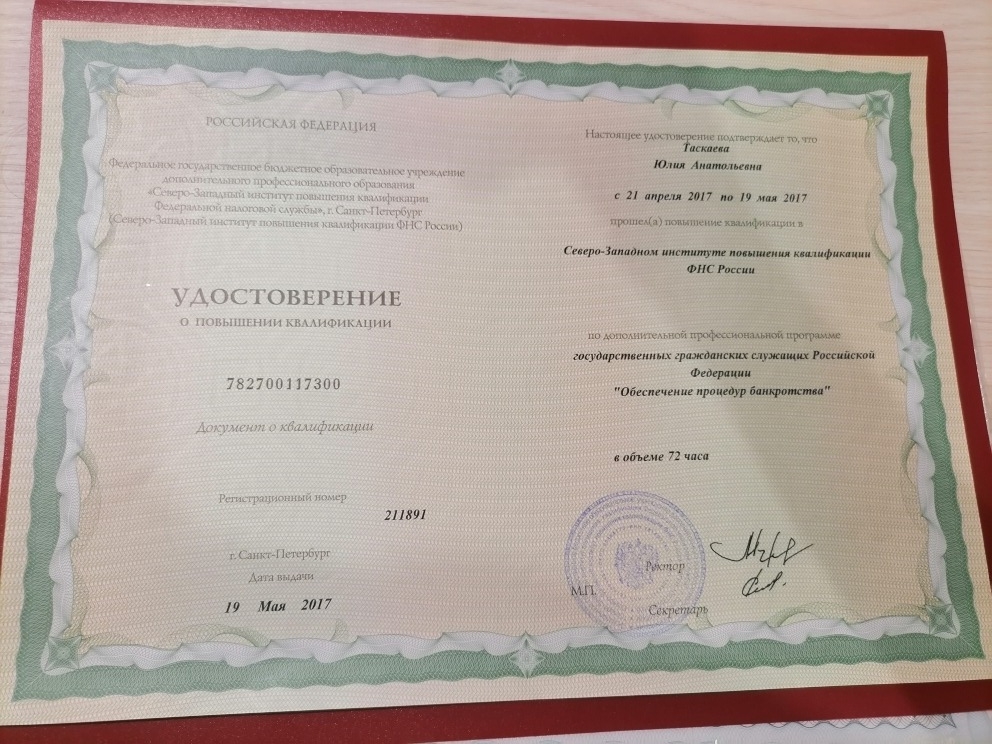 РОССИЙСКАЯ ФЕДЕРАЦИЯ
Федеральное государственное бюджетное образовательное учреждение
дополнительного профессионального образования
«Северо-Западный институт повышения квалификации
Федеральной налоговой службы», г. Санкт-Петербург
(Северо-Западный институт повышения квалификации ФНС России)
УДОСТОВЕРЕНИЕ
О ПОВЫШЕНИИ КВАЛИФИКАЦИИ
782700117300
Документ о квалификации
Регистрационный номер
211891
г. Санкт-Петербург
Дата выдачи
19 Мая 2017
Настоящее удостоверение подтверждает то, что
Таскаева
Юлия Анатольевна
с 21 апреля 2017 по 19 мая 2017
прошел(а) повышение квалификации в
Северо-Западном институте повышения квалификации
ФНС России
по дополнительной профессиональной программе
государственных гражданских служащих Российской
Федерации
"Обеспечение процедур банкротства"
в объеме 72 часа
Ректор
М.П.
Секретарь